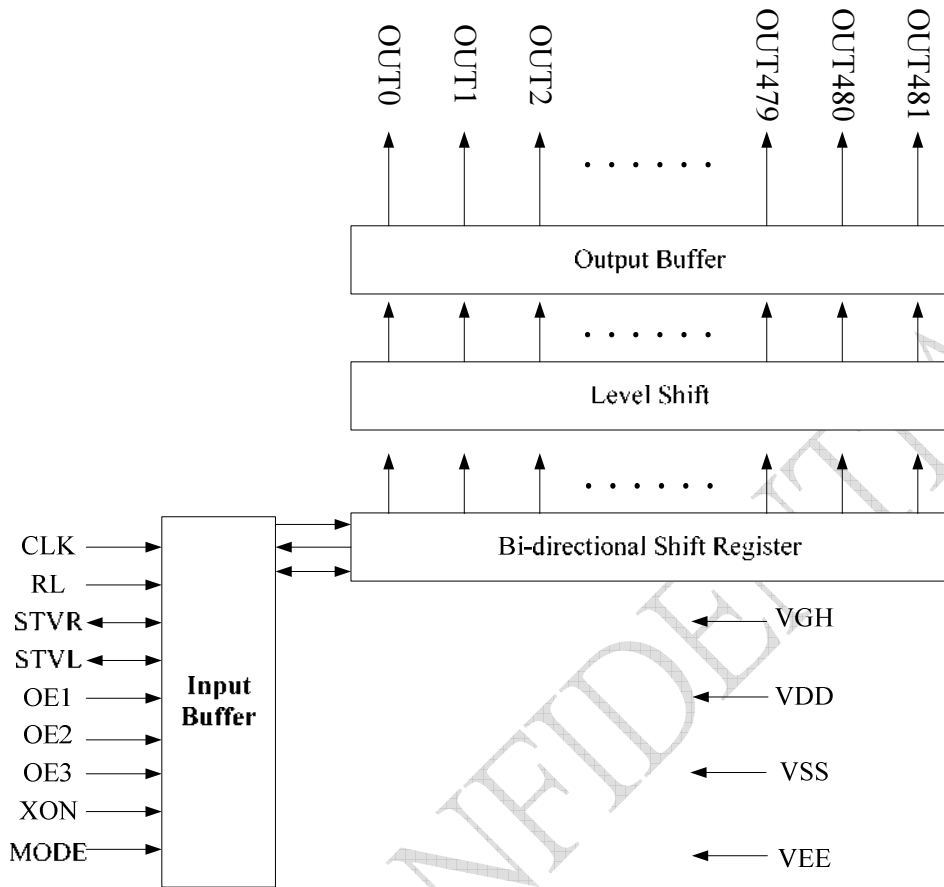 OUT0
OUT1
OUT2
OUT479
OUT480
OUT481
Output Buffer
Level Shift
Bi-directional Shift Register
CLK
RL
STVR
STVL
OE1
OE2
OE3
XON
MODE
Input
Buffer
VGH
VDD
VSS
VEE